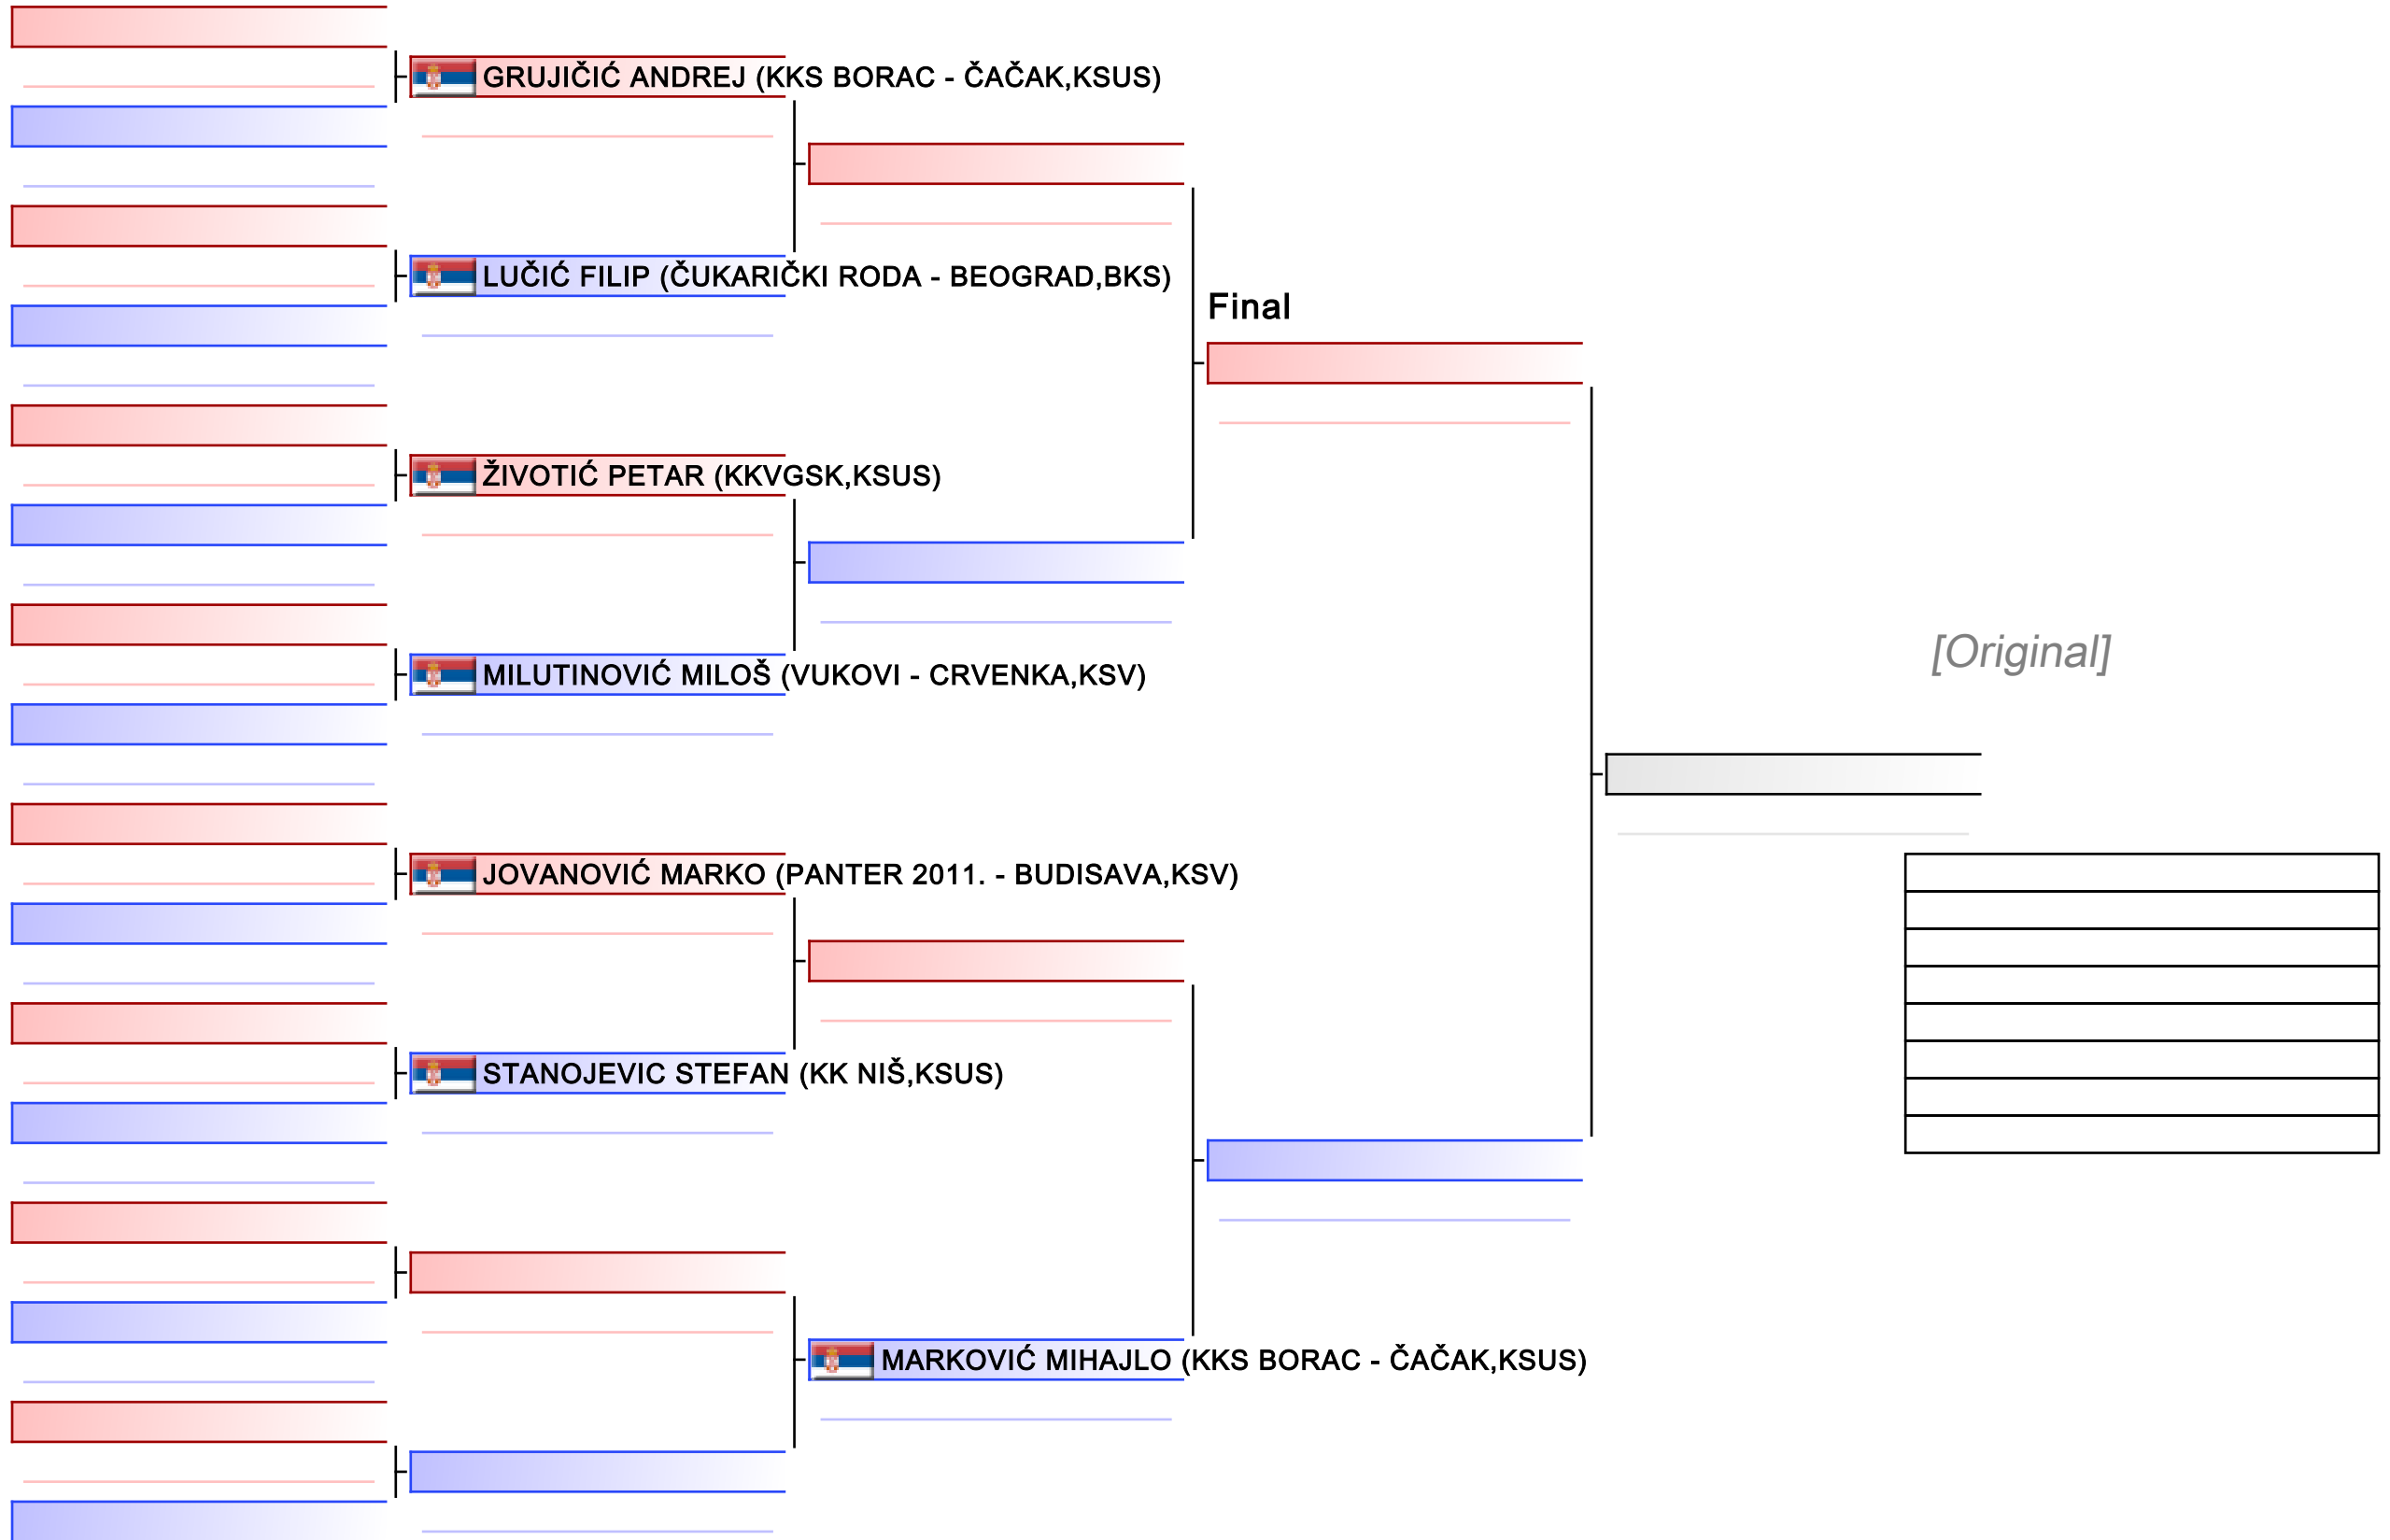 GRUJIČIĆ ANDREJ (KKS BORAC - ČAČAK,KSUS)
LUČIĆ FILIP (ČUKARIČKI RODA - BEOGRAD,BKS)
Final
ŽIVOTIĆ PETAR (KKVGSK,KSUS)
[Original]
MILUTINOVIĆ MILOŠ (VUKOVI - CRVENKA,KSV)
JOVANOVIĆ MARKO (PANTER 2011. - BUDISAVA,KSV)
STANOJEVIC STEFAN (KK NIŠ,KSUS)
MARKOVIĆ MIHAJLO (KKS BORAC - ČAČAK,KSUS)